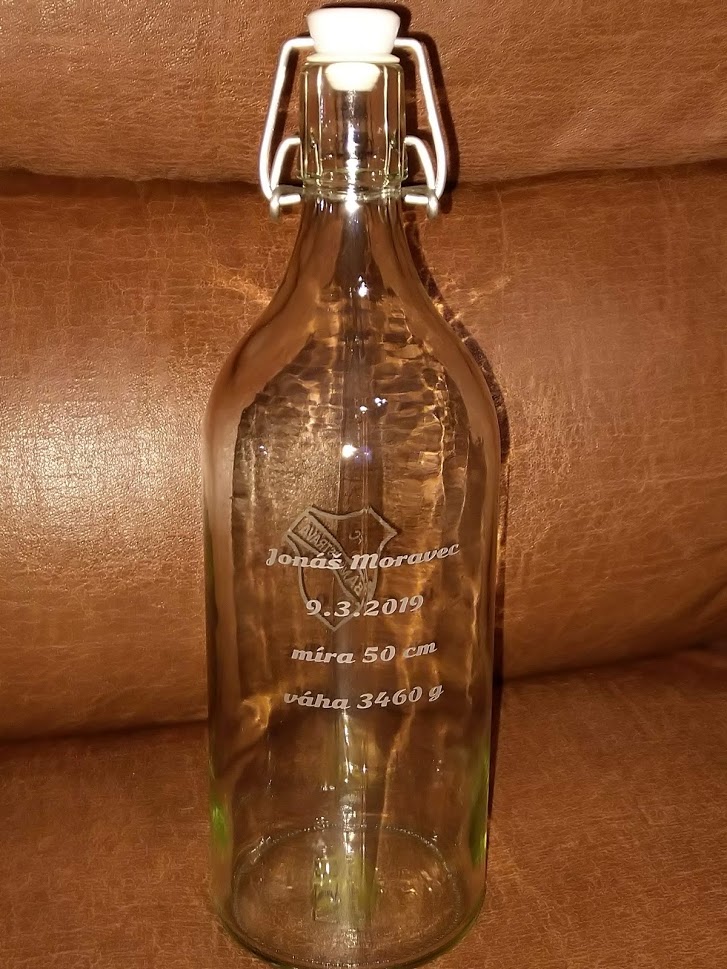 Jonáš Moravec
9.3.2019
míra 50 cm
váha 3460 g